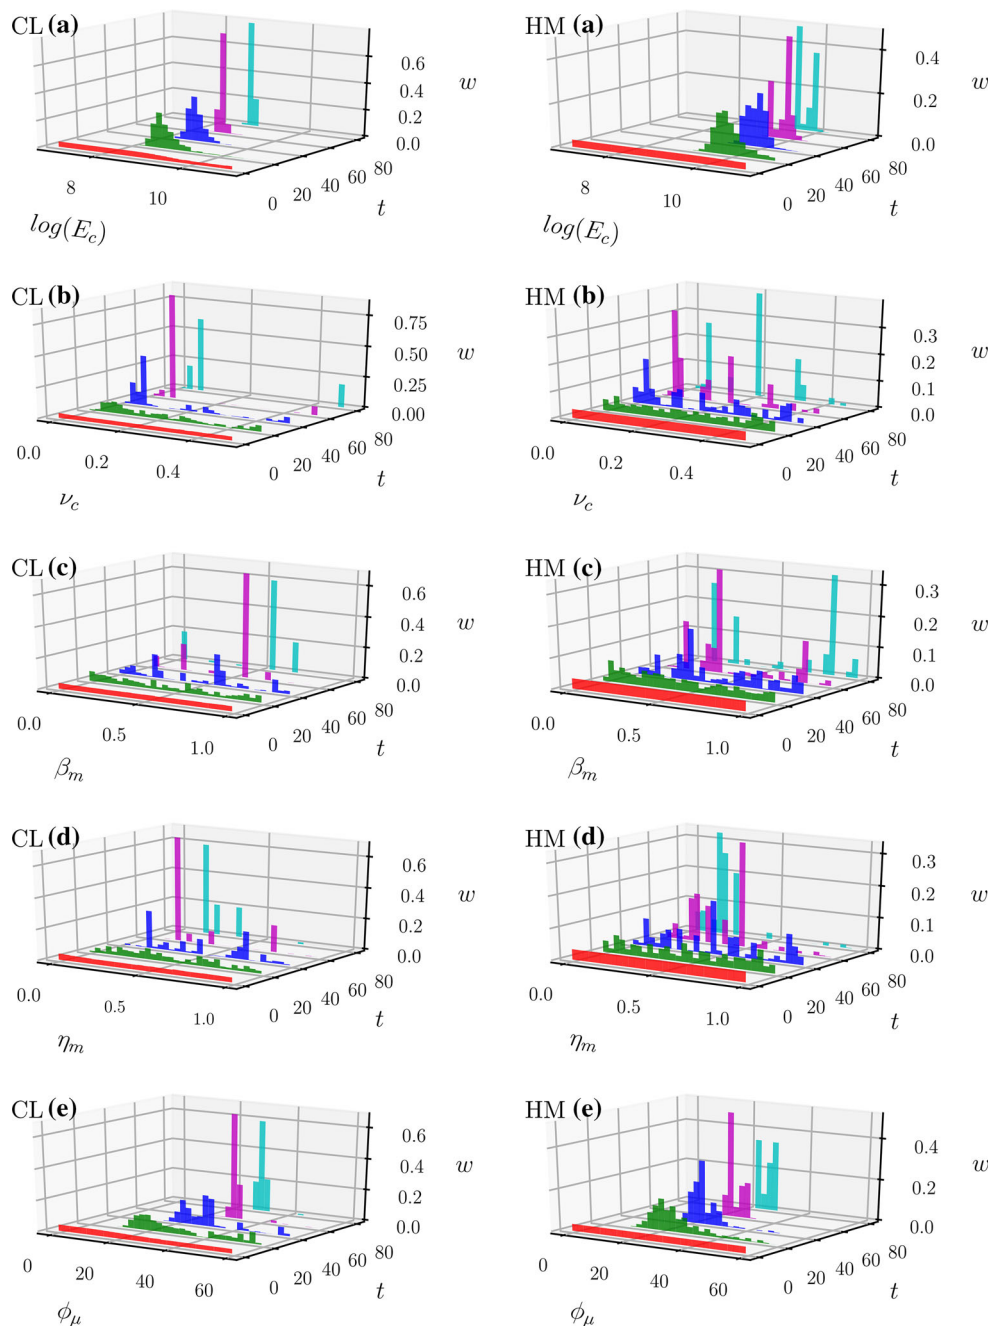 CL (a)
0.6
0.4
0.2
0.0
w
8
10
0
20
40
60
80
log(E_c)
t
HM (a)
0.4
0.2
0.0
w
8
10
0
20
40
60
80
log(E_c)
t
CL (b)
0.75
0.50
0.25
0.00
w
0.0
0.2
0.4
0
20
40
60
80
ν_c
t
HM (b)
0.3
0.2
0.1
0.0
w
0.0
0.2
0.4
0
20
40
60
80
ν_c
t
CL (c)
0.6
0.4
0.2
0.0
w
0.0
0.5
1.0
0
20
40
60
80
β_m
t
HM (c)
0.3
0.2
0.1
0.0
w
0.0
0.5
1.0
0
20
40
60
80
β_m
t
CL (d)
0.6
0.4
0.2
0.0
w
0.0
0.5
1.0
0
20
40
60
80
η_m
t
HM (d)
0.3
0.2
0.1
0.0
w
0.0
0.5
1.0
0
20
40
60
80
η_m
t
CL (e)
0.6
0.4
0.2
0.0
w
0
20
40
60
0
20
40
60
80
φ_μ
t
HM (e)
0.4
0.2
0.0
w
0
20
40
60
0
20
40
60
80
φ_μ
t